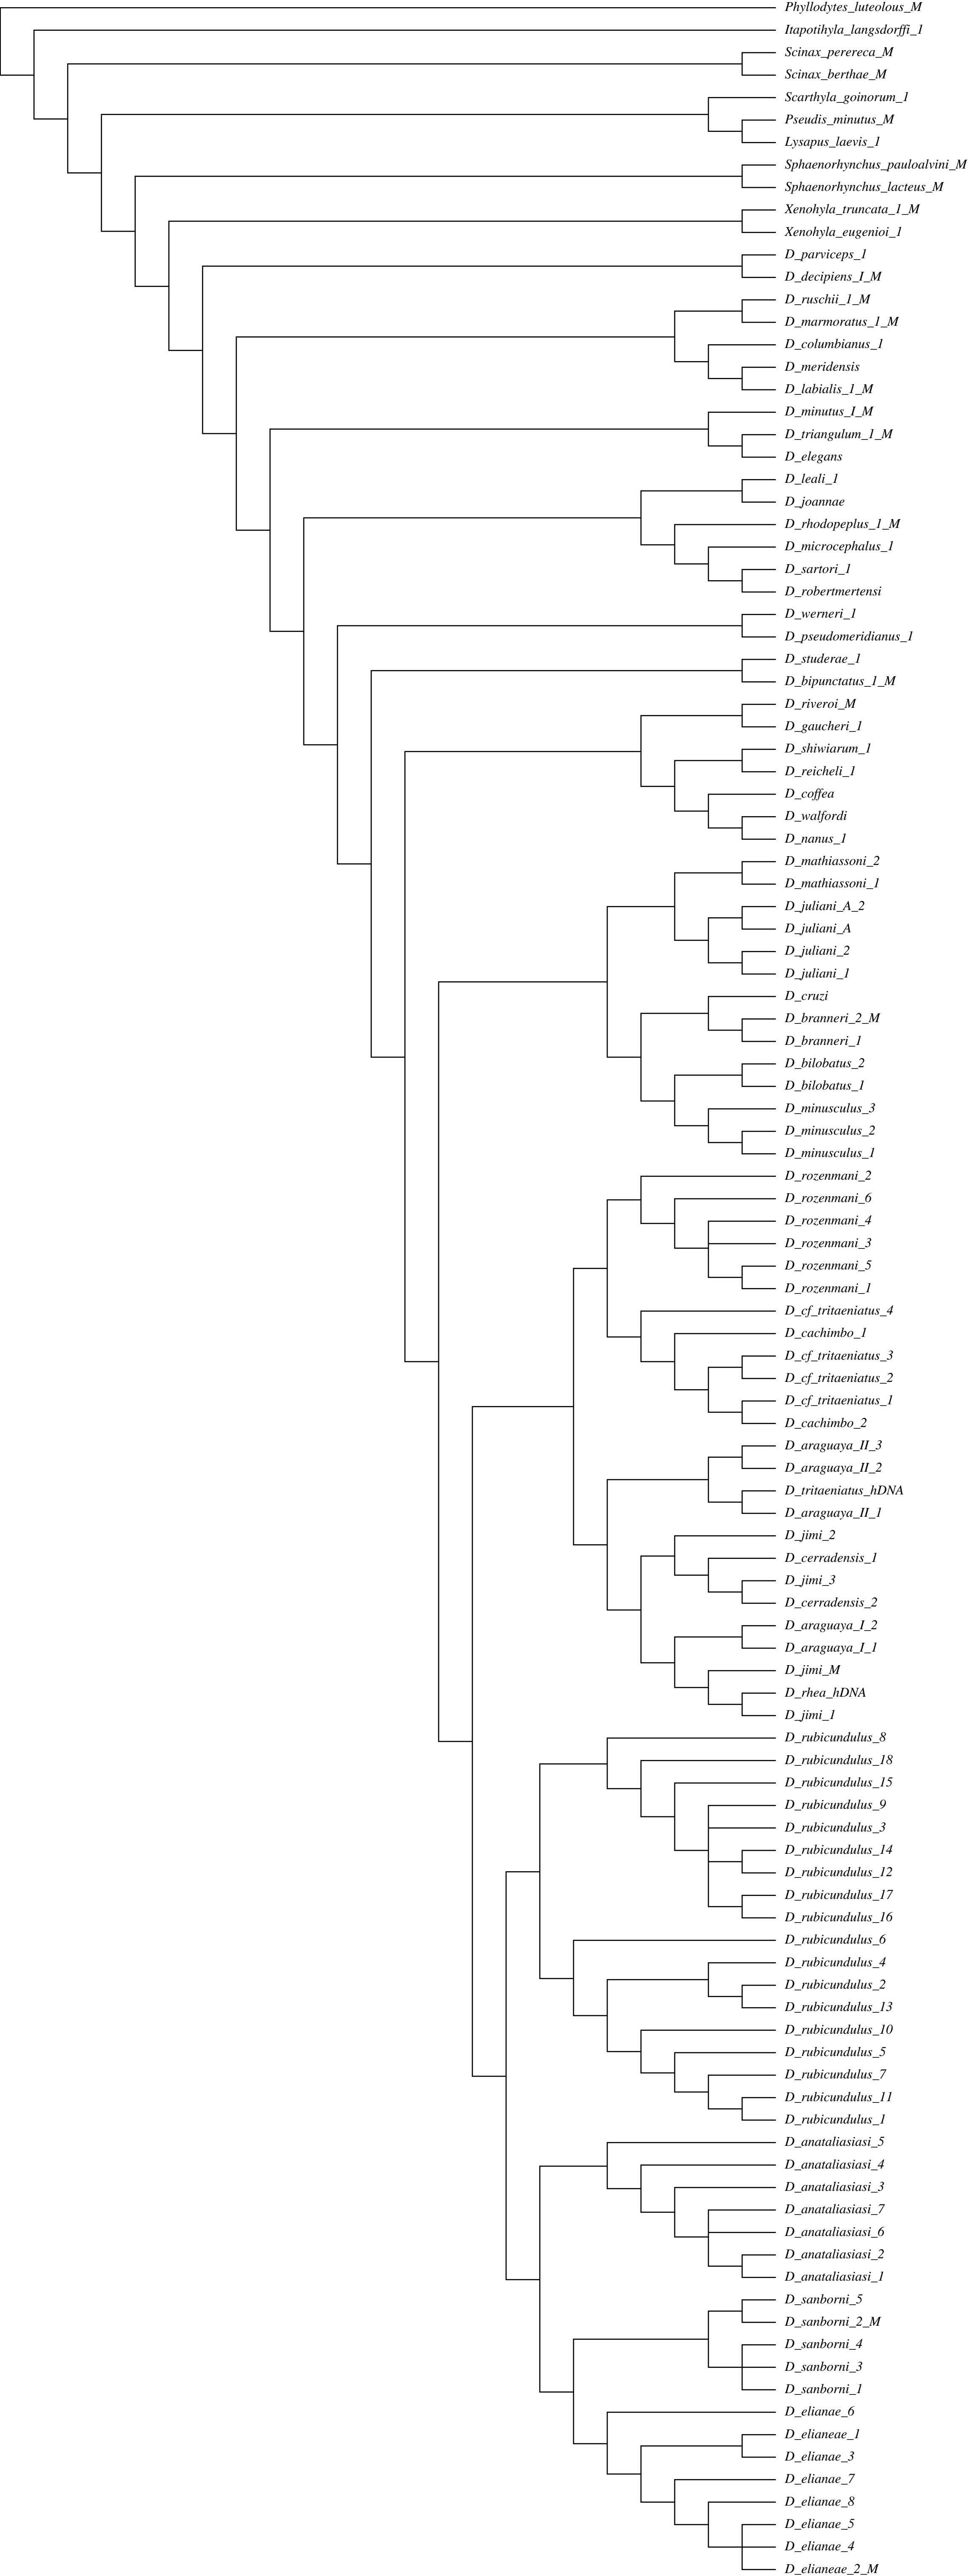 Phyllodytes_luteolous_M
Itapotihyla_langsdorffi_1
Scinax_perereca_M
Scinax_berthae_M
Scarthyla_goinorum_1
Pseudis_minutus_M
Lysapus_laevis_1
Sphaenorhynchus_pauloalvini_M
Sphaenorhynchus_lacteus_M
Xenohyla_truncata_1_M
Xenohyla_eugenioi_1
D_parviceps_1
D_decipiens_I_M
D_ruschii_1_M
D_marmoratus_1_M
D_columbianus_1
D_meridensis
D_labialis_1_M
D_minutus_I_M
D_triangulum_1_M
D_elegans
D_leali_1
D_joannae
D_rhodopeplus_1_M
D_microcephalus_1
D_sartori_1
D_robertmertensi
D_werneri_1
D_pseudomeridianus_1
D_studerae_1
D_bipunctatus_1_M
D_riveroi_M
D_gaucheri_1
D_shiwiarum_1
D_reicheli_1
D_coffea
D_walfordi
D_nanus_1
D_mathiassoni_2
D_mathiassoni_1
D_juliani_A_2
D_juliani_A
D_juliani_2
D_juliani_1
D_cruzi
D_branneri_2_M
D_branneri_1
D_bilobatus_2
D_bilobatus_1
D_minusculus_3
D_minusculus_2
D_minusculus_1
D_rozenmani_2
D_rozenmani_6
D_rozenmani_4
D_rozenmani_3
D_rozenmani_5
D_rozenmani_1
D_cf_tritaeniatus_4
D_cachimbo_1
D_cf_tritaeniatus_3
D_cf_tritaeniatus_2
D_cf_tritaeniatus_1
D_cachimbo_2
D_araguaya_II_3
D_araguaya_II_2
D_tritaeniatus_hDNA
D_araguaya_II_1
D_jimi_2
D_cerradensis_1
D_jimi_3
D_cerradensis_2
D_araguaya_I_2
D_araguaya_I_1
D_jimi_M
D_rhea_hDNA
D_jimi_1
D_rubicundulus_8
D_rubicundulus_18
D_rubicundulus_15
D_rubicundulus_9
D_rubicundulus_3
D_rubicundulus_14
D_rubicundulus_12
D_rubicundulus_17
D_rubicundulus_16
D_rubicundulus_6
D_rubicundulus_4
D_rubicundulus_2
D_rubicundulus_13
D_rubicundulus_10
D_rubicundulus_5
D_rubicundulus_7
D_rubicundulus_11
D_rubicundulus_1
D_anataliasiasi_5
D_anataliasiasi_4
D_anataliasiasi_3
D_anataliasiasi_7
D_anataliasiasi_6
D_anataliasiasi_2
D_anataliasiasi_1
D_sanborni_5
D_sanborni_2_M
D_sanborni_4
D_sanborni_3
D_sanborni_1
D_elianae_6
D_elianeae_1
D_elianae_3
D_elianae_7
D_elianae_8
D_elianae_5
D_elianae_4
D_elianeae_2_M